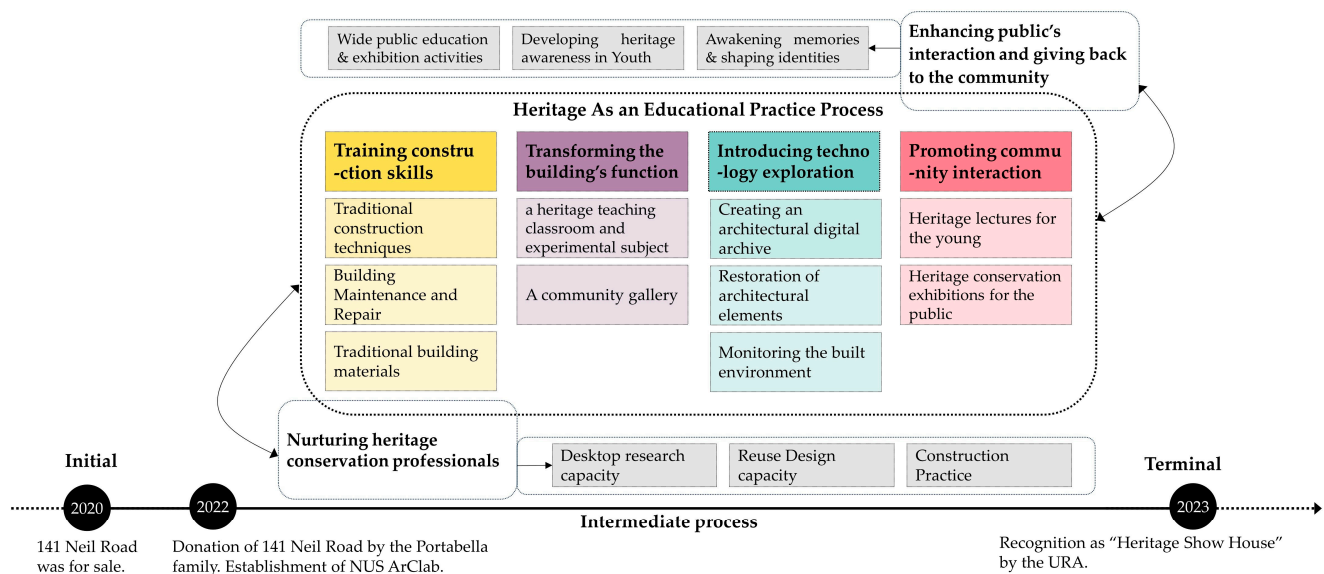 Wide public education
& exhibition activities
Developing heritage
awareness in Youth
Awakening memories
& shaping identities
Enhancing public's
interaction and giving back
to the community
Heritage As an Educational Practice Process
Training constru
-ction skills
Traditional
construction
techniques
Building
Maintenance and
Repair
Traditional building
materials
Transforming the
building's function
a heritage teaching
classroom and
experimental subject
A community gallery
Introducing techno
-logy exploration
Creating an
architectural digital
archive
Restoration of
architectural
elements
Monitoring the built
environment
Promoting commu
-nity interaction
Heritage lectures for
the young
Heritage conservation
exhibitions for the
public
Nurturing heritage
conservation professionals
Desktop research
capacity
Reuse Design
capacity
Construction
Practice
Initial
Terminal
2020
2022
2023
Intermediate process
141 Neil Road
was for sale.
Donation of 141 Neil Road by the Portabella
family. Establishment of NUS ArClab.
Recognition as “Heritage Show House”
by the URA.